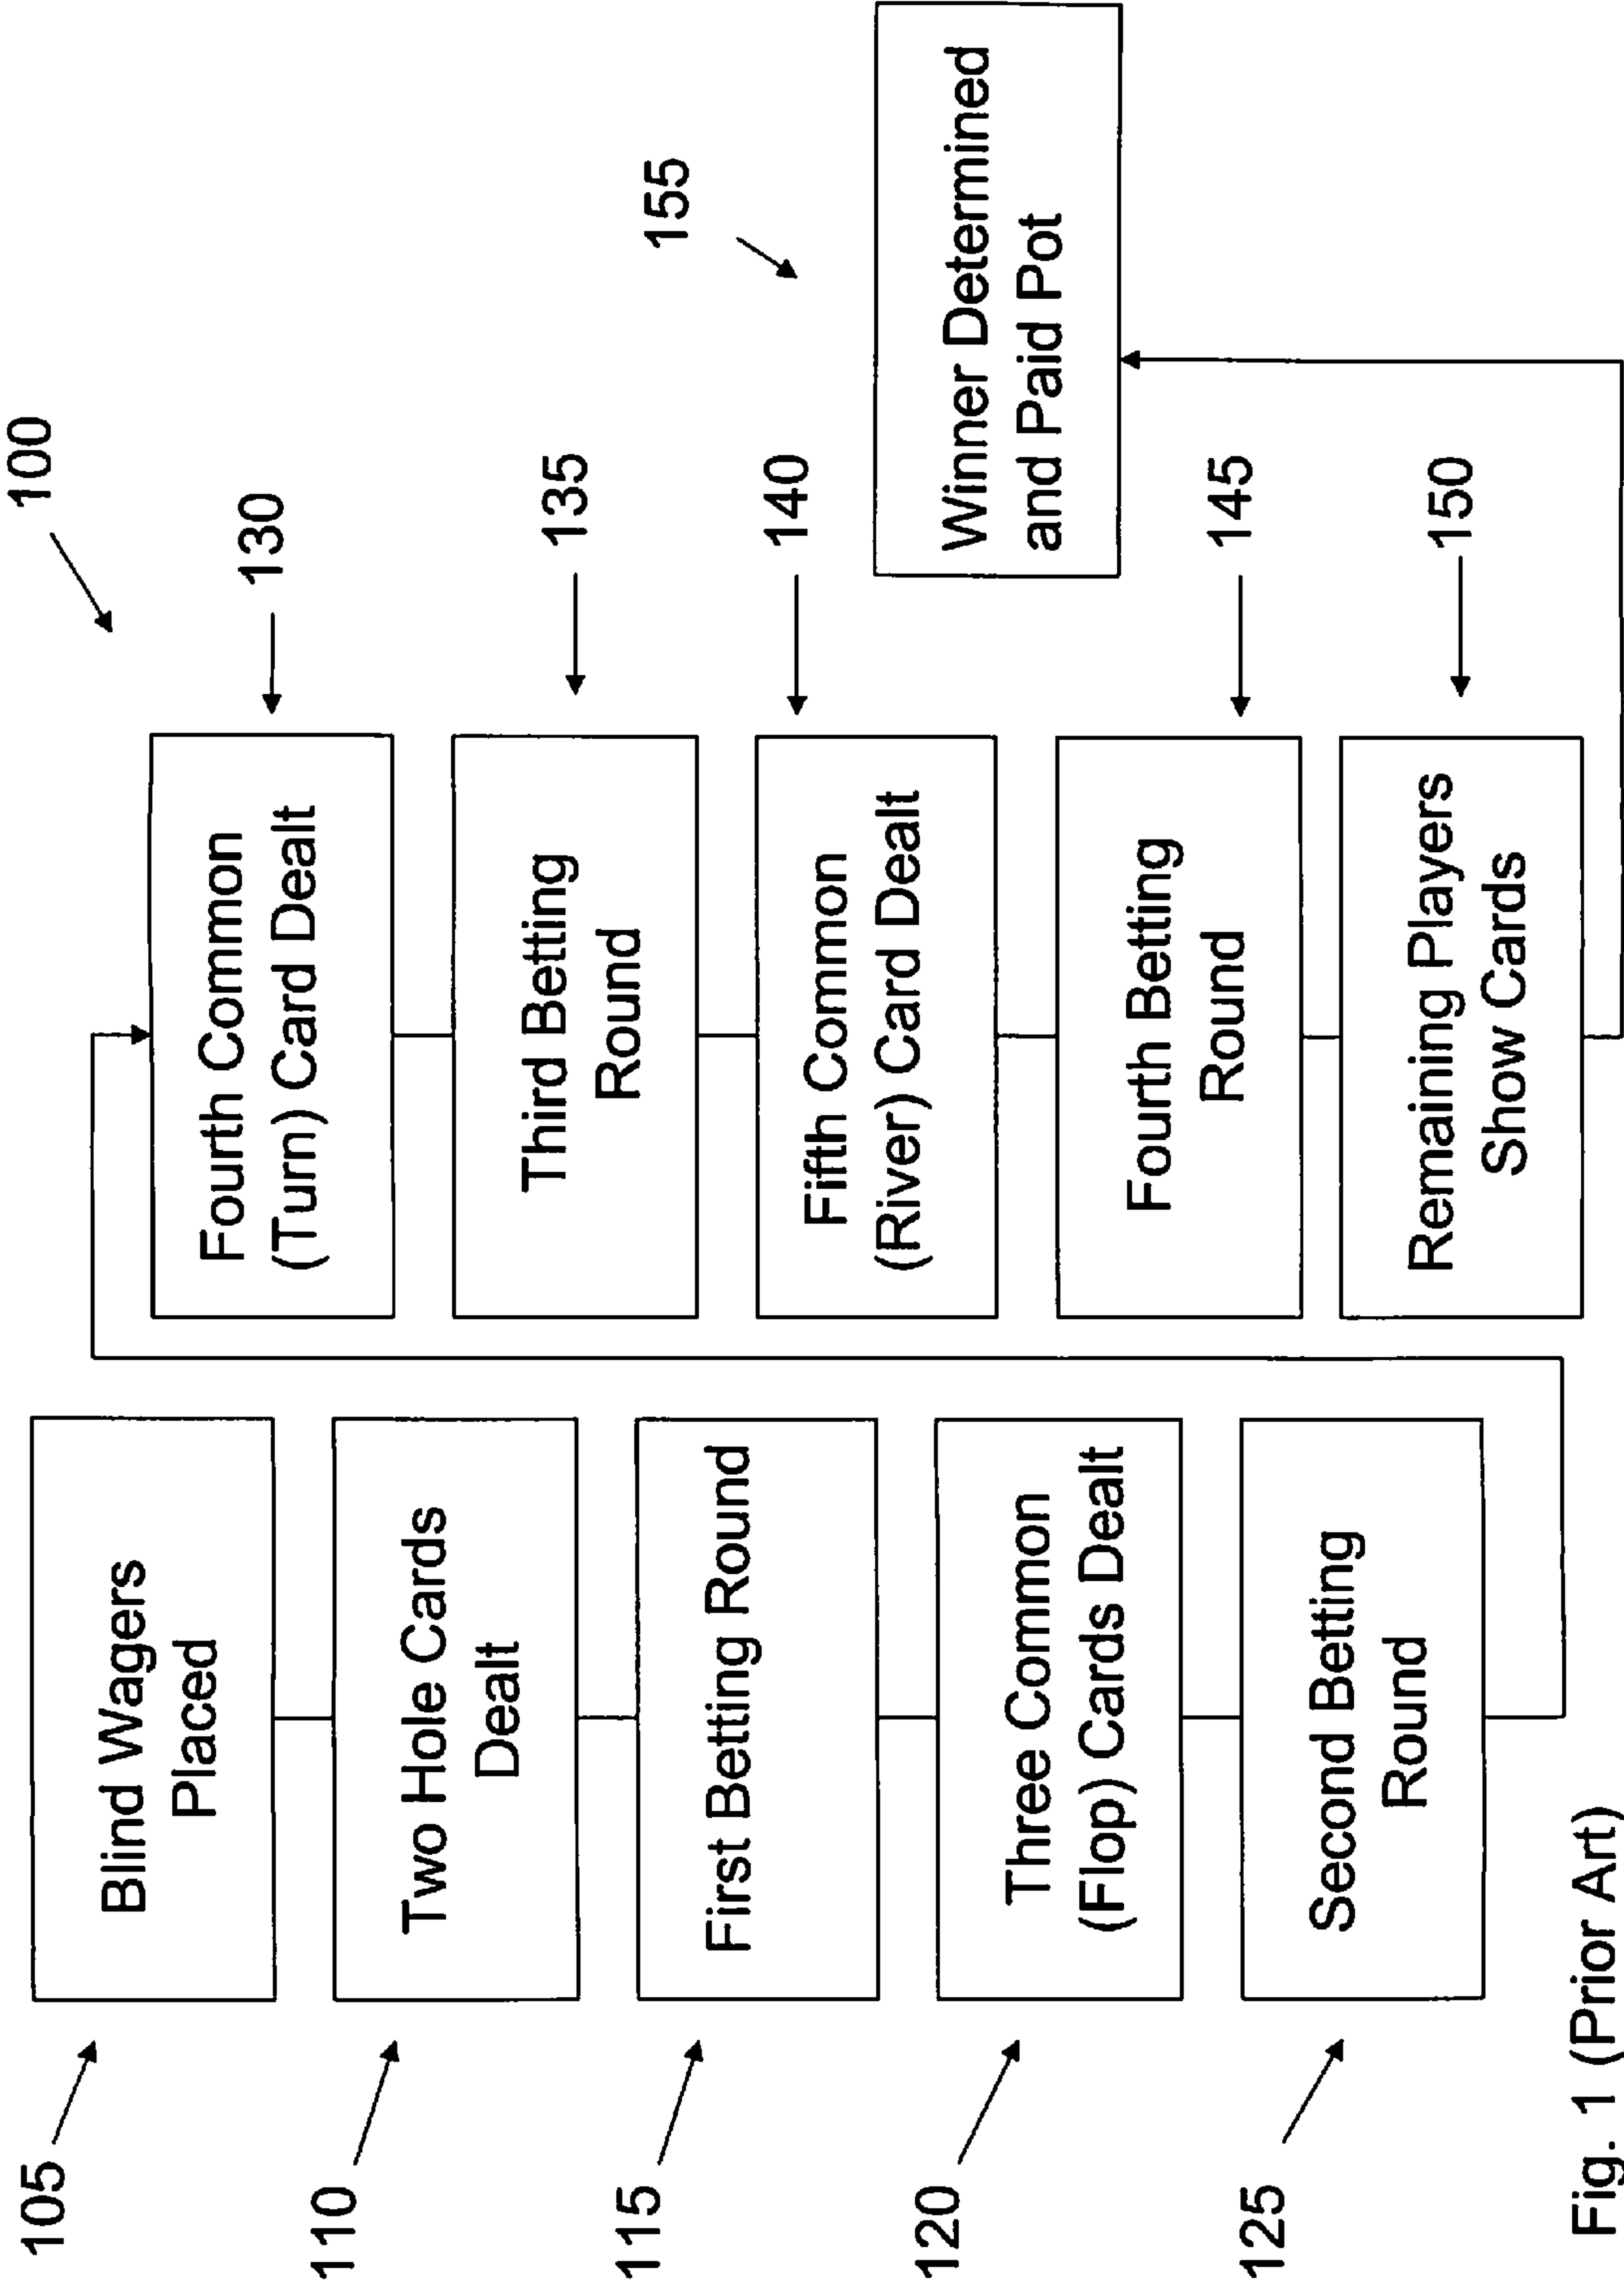 100
105
Blind Wagers
Placed
110
Two Hole Cards
Dealt
115
First Betting Round
120
Three Common
(Flop) Cards Dealt
125
Second Betting
Round
130
Fourth Common
(Turn) Card Dealt
135
Third Betting
Round
140
Fifth Common
(River) Card Dealt
145
Fourth Betting
Round
150
Remaining Players
Show Cards
155
Winner Determined
and Paid Pot
Fig. 1 (Prior Art)